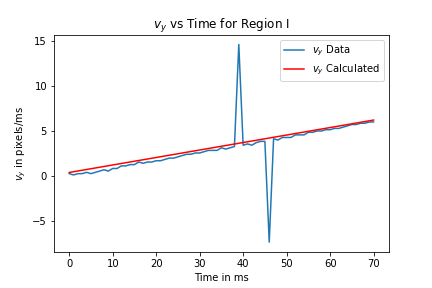 v_y vs Time for Region I
v_y Data
v_y Calculated
v_y in pixels/ms
15
10
5
0
−5
0 10 20 30 40 50 60 70
Time in ms